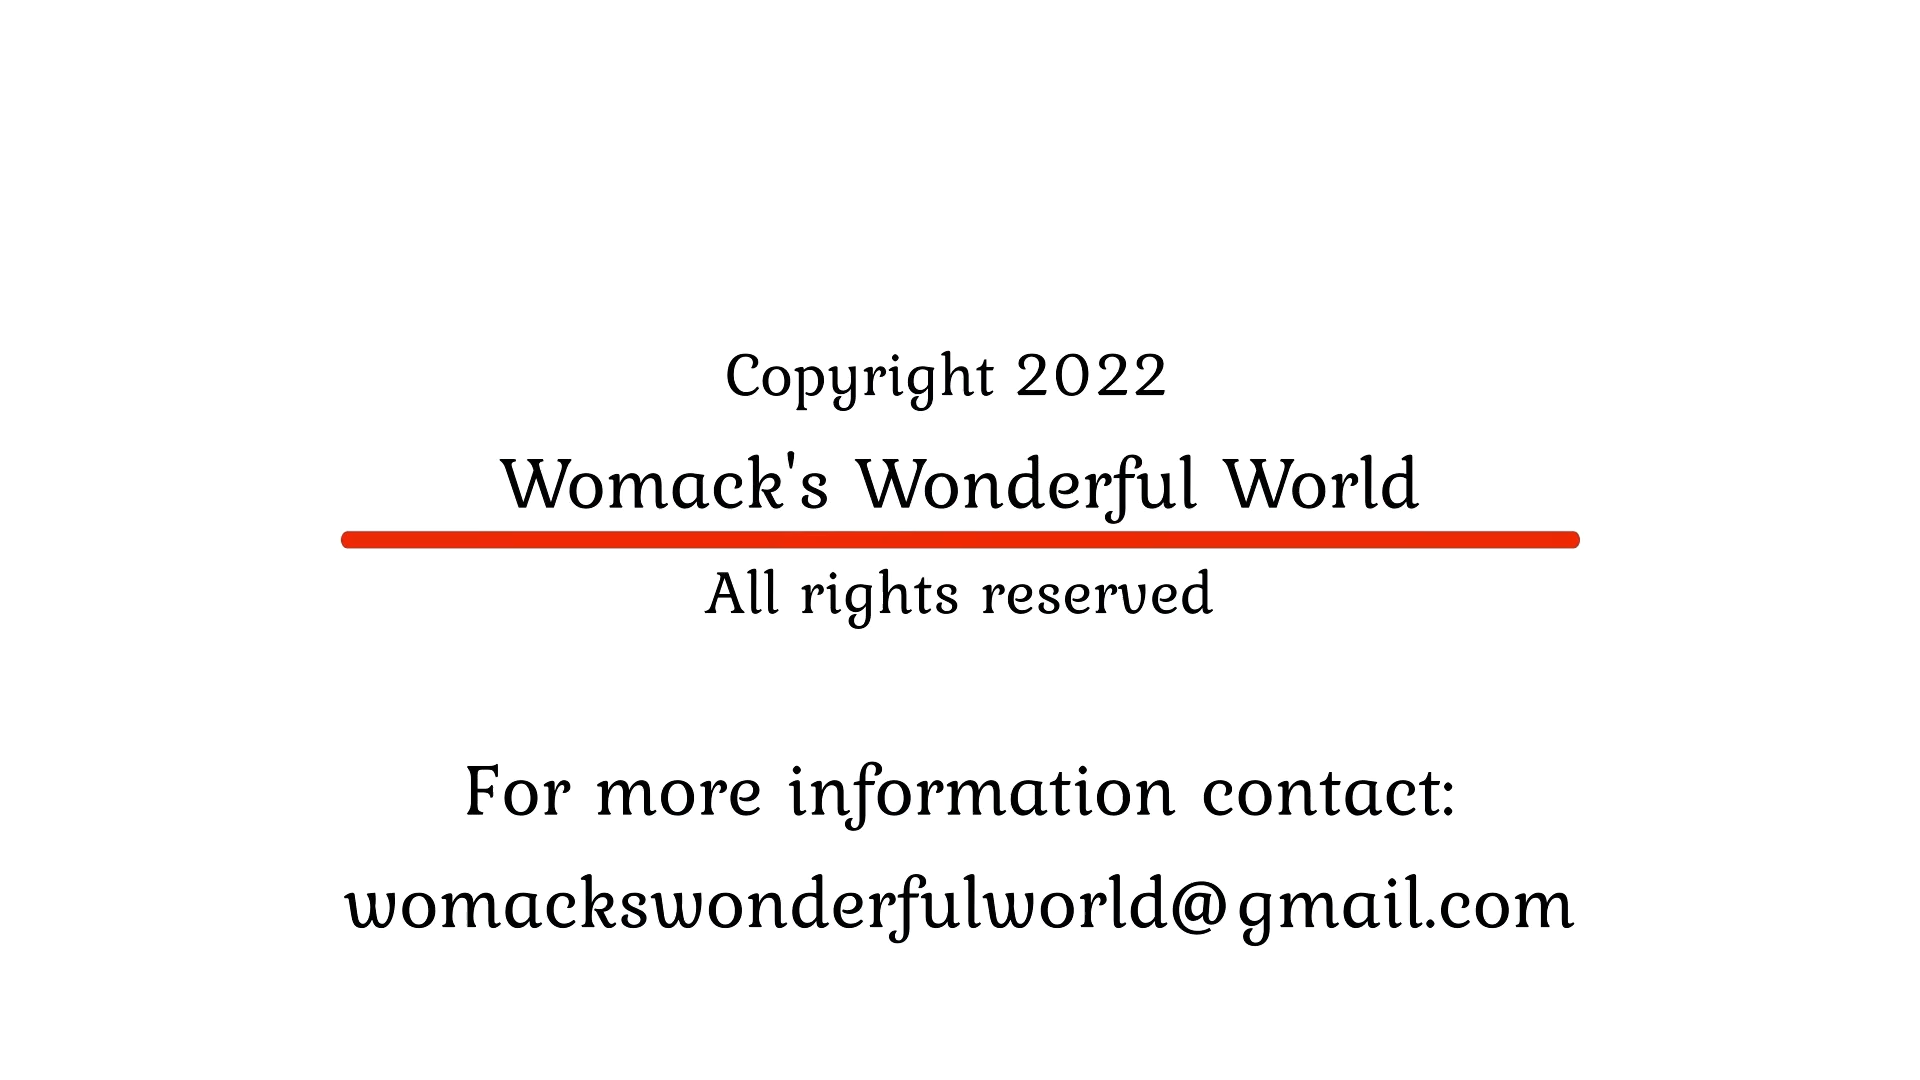 Copyright 2022
Womack's Wonderful World
All rights reserved
For more information contact:
womackswonderfulworld@gmail.com